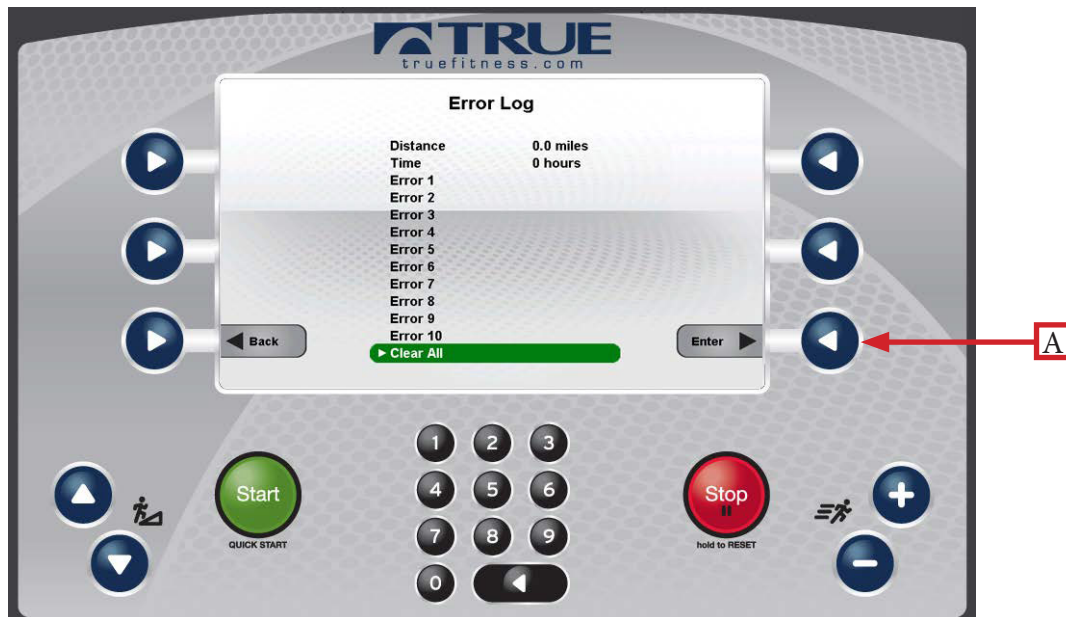 TRUE
truefitness.com
Error Log
Distance 0.0 miles
Time 0 hours
Error 1
Error 2
Error 3
Error 4
Error 5
Error 6
Error 7
Error 8
Error 9
Error 10
Clear All
Back
Enter
A
1 2 3
4 5 6
7 8 9
0
Start
QUICK START
Stop
hold to RESET